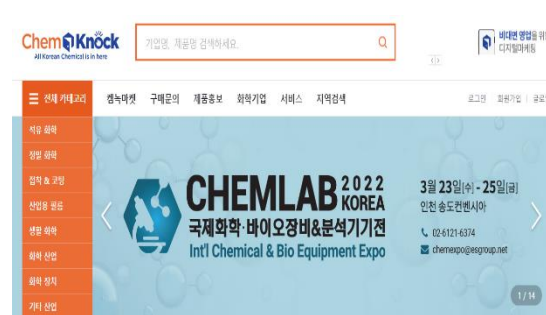 ChemKnöck
All Korean Chemical is in here
기업명, 제품명 검색하세요.
비대면 영업을 위
디지털마케팅
전체 카테고리
켐녹마켓 구매문의 제품홍보 화학기업 서비스 지역검색
로그인 회원가입 글로
석유 화학
정밀 화학
접착 & 코팅
산업용 필름
생활 화학
화학 산업
화학 장치
기타 산업
CHEMLAB 2022 KOREA
국제화학·바이오장비&분석기기전
Int'l Chemical & Bio Equipment Expo
3월 23일[수] - 25일[금]
인천 송도컨벤시아
02-6121-6374
chemexpo@esgroup.net
1 / 14